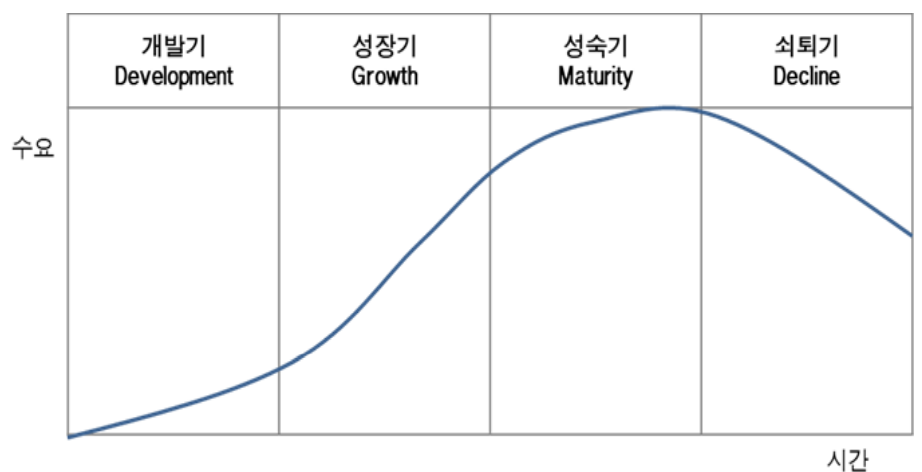 개발기
Development
성장기
Growth
성숙기
Maturity
쇠퇴기
Decline
수요
시간